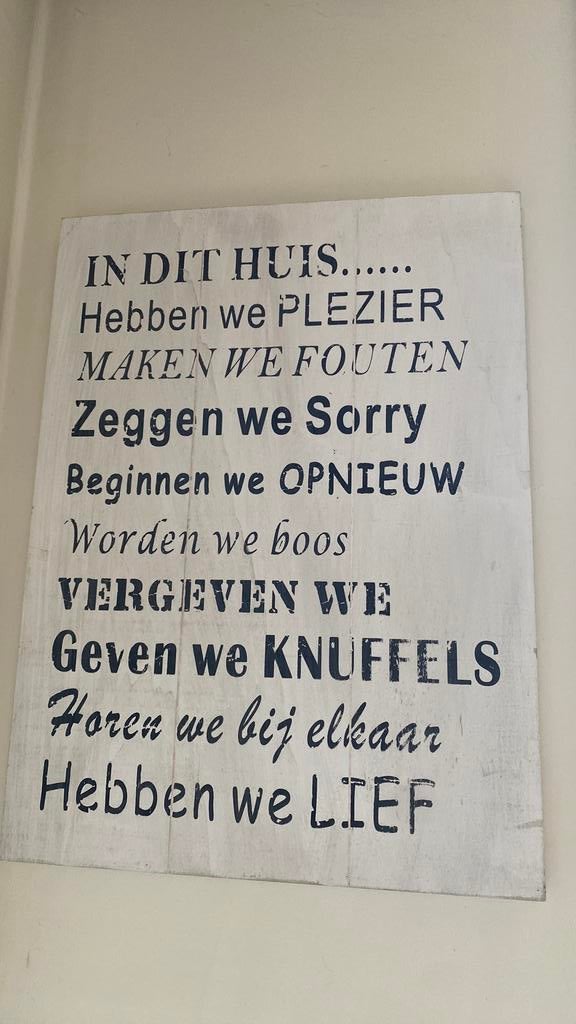 IN DIT HUIS......
Hebben we PLEZIER
MAKEN WE FOUTEN
Zeggen we Sorry
Beginnen we OPNIEUW
Worden we boos
VERGEVEN WE
Geven we KNUFFELS
Horen we bij elkaar
Hebben we LIEF